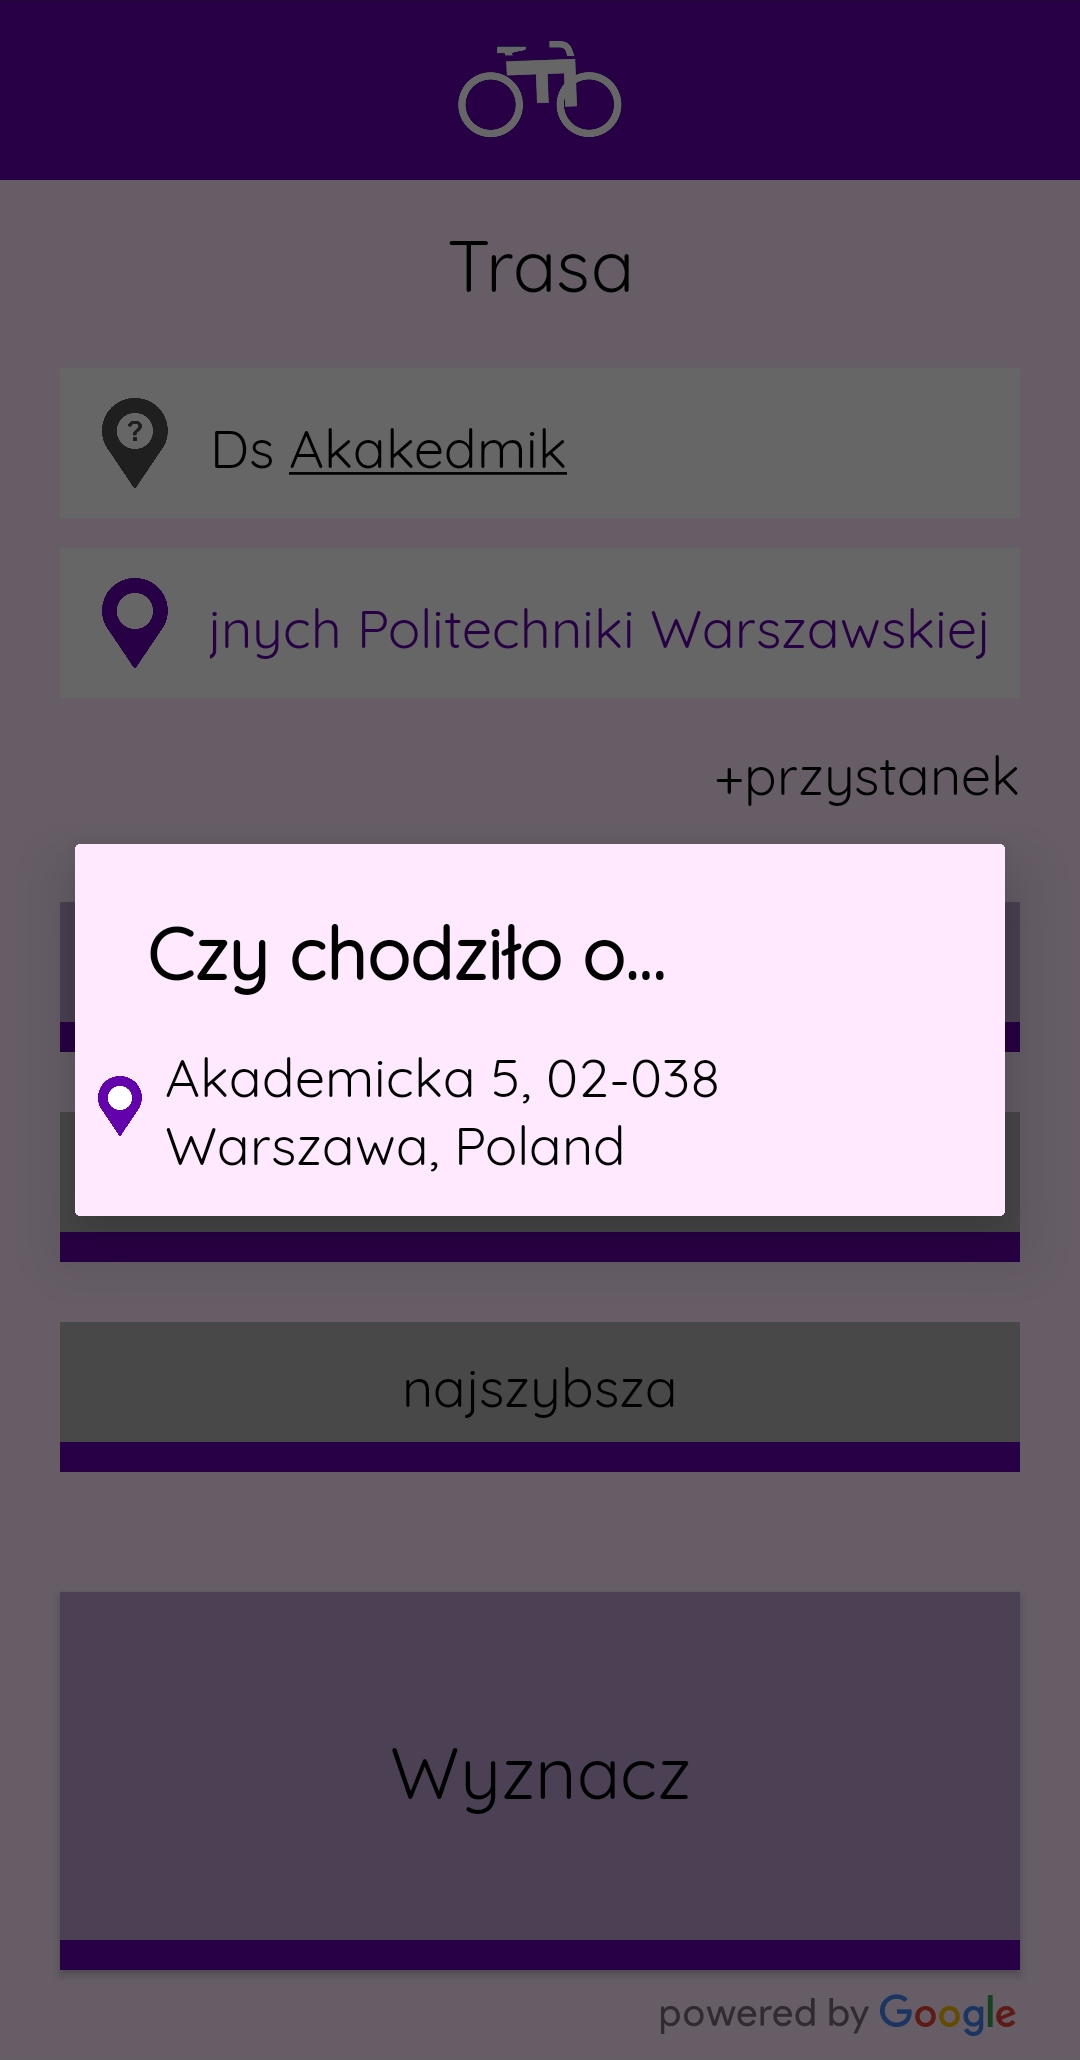 Trasa
?
Ds Akakedmik
jnych Politechniki Warszawskiej
+przystanek
Czy chodziło o...
Akademicka 5, 02-038
Warszawa, Poland
najszybsza
Wyznacz
powered by Google